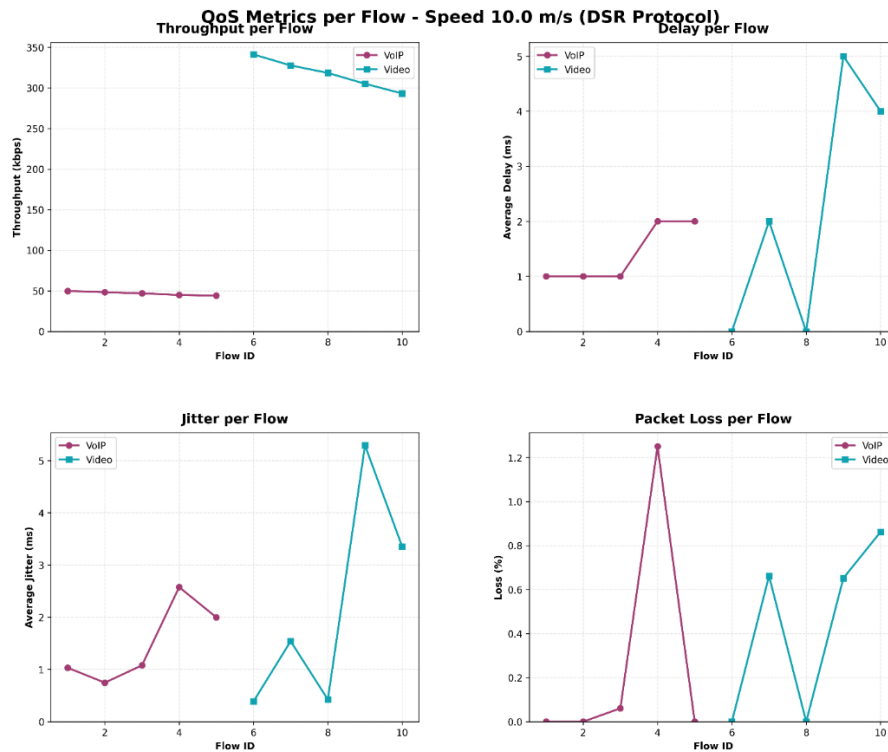 QoS Metrics per Flow - Speed 10.0 m/s (DSR Protocol)
Throughput per Flow
350
300
250
200
150
100
50
0
Throughput (kbps)
VoIP
Video
2
4
6
8
10
Flow ID
Delay per Flow
5
4
3
2
1
0
Average Delay (ms)
VoIP
Video
2
4
6
8
10
Flow ID
Jitter per Flow
5
4
3
2
1
0
Average Jitter (ms)
VoIP
Video
2
4
6
8
10
Flow ID
Packet Loss per Flow
1.2
1.0
0.8
0.6
0.4
0.2
0.0
Loss (%)
VoIP
Video
2
4
6
8
10
Flow ID